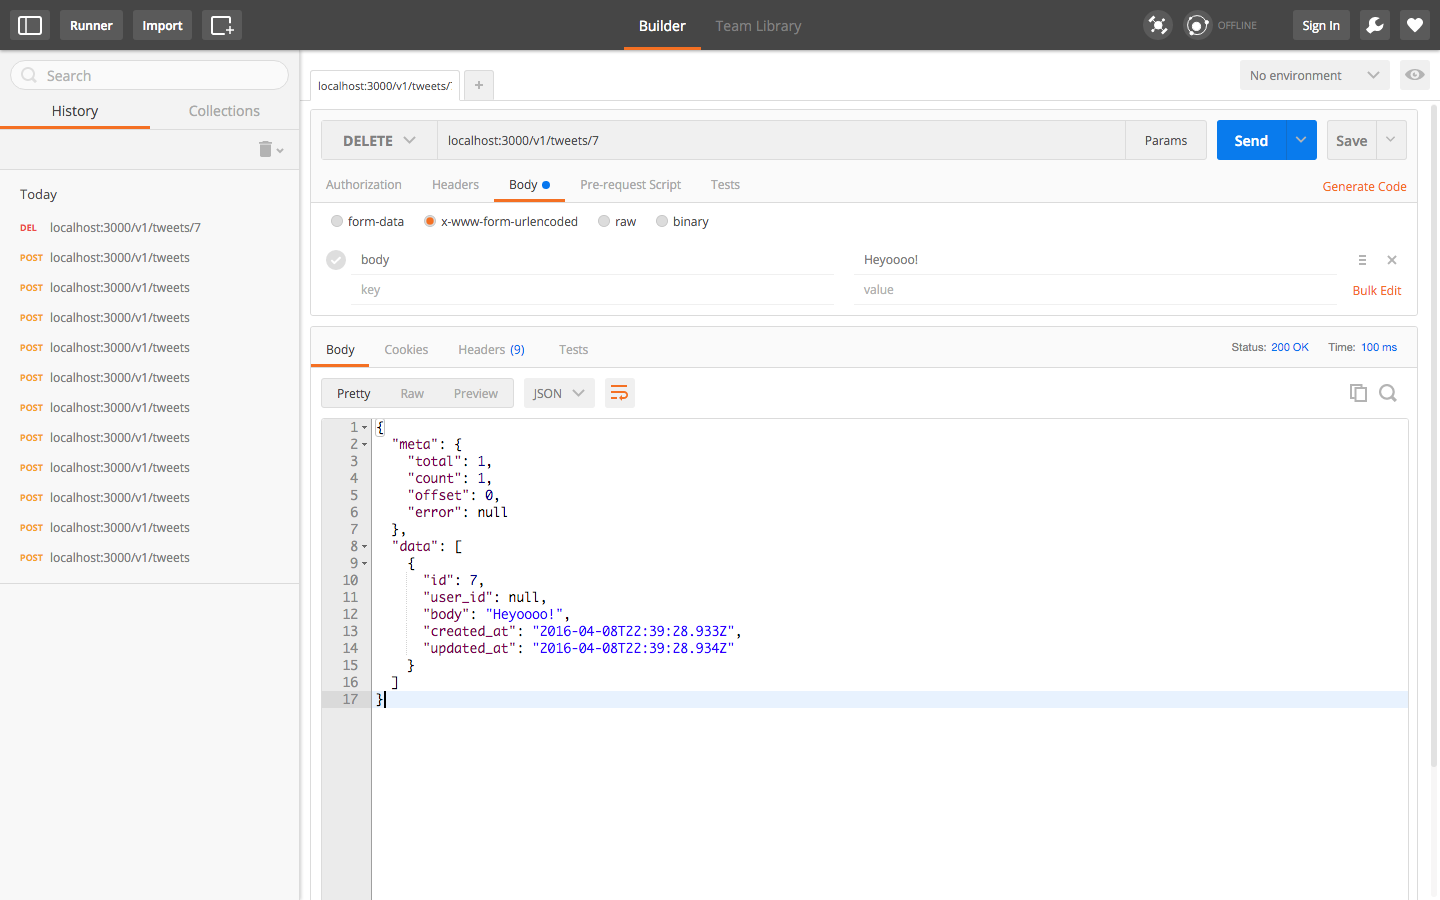 Runner Import Builder Team Library OFFLINE Sign In
Search
History Collections
Today
DEL localhost:3000/v1/tweets/7
POST localhost:3000/v1/tweets
POST localhost:3000/v1/tweets
POST localhost:3000/v1/tweets
POST localhost:3000/v1/tweets
POST localhost:3000/v1/tweets
POST localhost:3000/v1/tweets
POST localhost:3000/v1/tweets
POST localhost:3000/v1/tweets
POST localhost:3000/v1/tweets
POST localhost:3000/v1/tweets
POST localhost:3000/v1/tweets
localhost:3000/v1/tweets/ + No environment
DELETE localhost:3000/v1/tweets/7 Params Send Save
Authorization Headers Body Pre-request Script Tests Generate Code
form-data x-www-form-urlencoded raw binary
body Heyoooo!
key value Bulk Edit
Body Cookies Headers (9) Tests Status: 200 OK Time: 100 ms
Pretty Raw Preview JSON
1 {
2 "meta": {
3 "total": 1,
4 "count": 1,
5 "offset": 0,
6 "error": null
7 },
8 "data": [
9 {
10 "id": 7,
11 "user_id": null,
12 "body": "Heyoooo!",
13 "created_at": "2016-04-08T22:39:28.933Z",
14 "updated_at": "2016-04-08T22:39:28.934Z"
15 }
16 ]
17 }